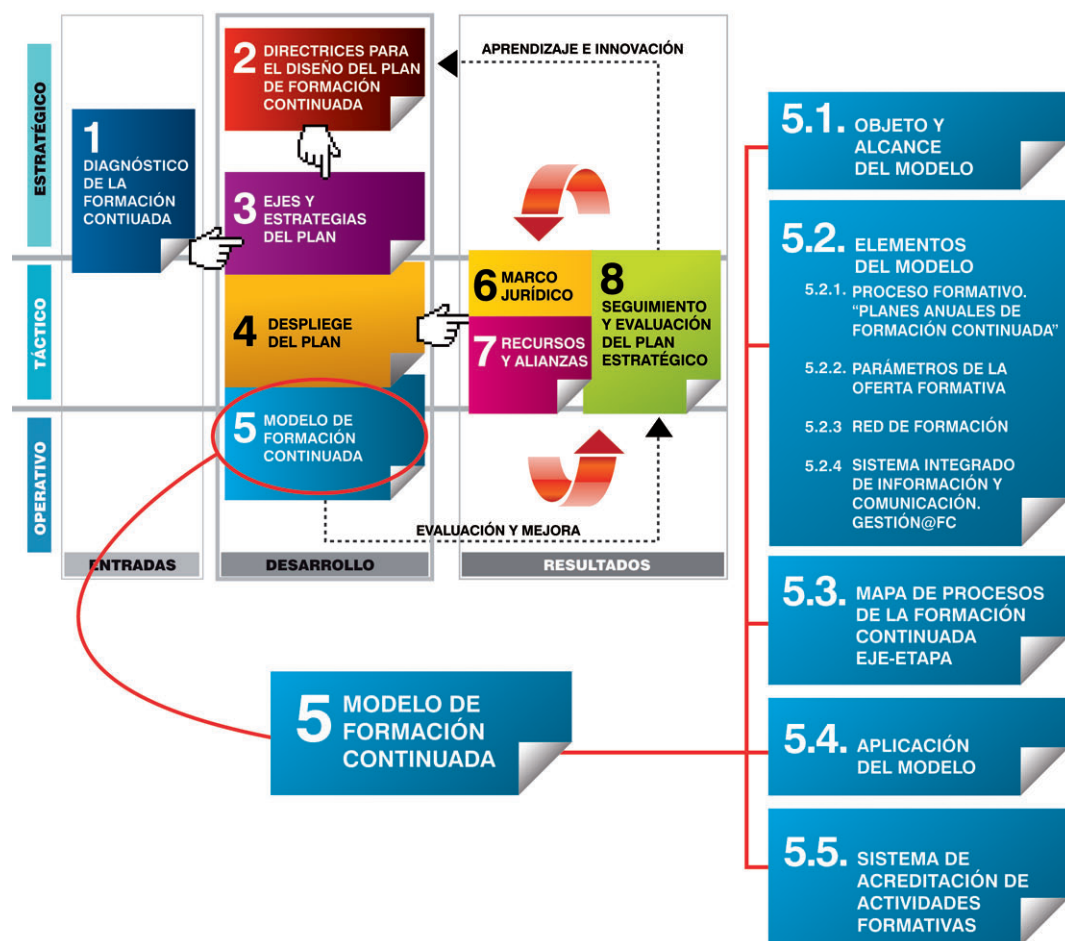 ESTRATÉGICO
TÁCTICO
OPERATIVO
1
DIAGNÓSTICO
DE LA
FORMACIÓN
CONTIUADA
2
DIRECTRICES PARA
EL DISEÑO DEL PLAN
DE FORMACIÓN
CONTINUADA
3
EJES Y
ESTRATEGIAS
DEL PLAN
4
DESPLIEGE
DEL PLAN
5
MODELO DE
FORMACIÓN
CONTINUADA
APRENDIZAJE E INNOVACIÓN
6
MARCO
JURÍDICO
7
RECURSOS
Y ALIANZAS
8
SEGUIMIENTO
Y EVALUACIÓN
DEL PLAN
ESTRATÉGICO
EVALUACIÓN Y MEJORA
ENTRADAS
DESARROLLO
RESULTADOS
5
MODELO DE
FORMACIÓN
CONTINUADA
5.1. OBJETO Y
ALCANCE
DEL MODELO
5.2. ELEMENTOS
DEL MODELO
5.2.1. PROCESO FORMATIVO.
“PLANES ANUALES DE
FORMACIÓN CONTINUADA”
5.2.2. PARÁMETROS DE LA
OFERTA FORMATIVA
5.2.3 RED DE FORMACIÓN
5.2.4 SISTEMA INTEGRADO
DE INFORMACIÓN Y
COMUNICACIÓN.
GESTIÓN@FC
5.3. MAPA DE PROCESOS
DE LA FORMACIÓN
CONTINUADA
EJE-ETAPA
5.4. APLICACIÓN
DEL MODELO
5.5. SISTEMA DE
ACREDITACIÓN DE
ACTIVIDADES
FORMATIVAS